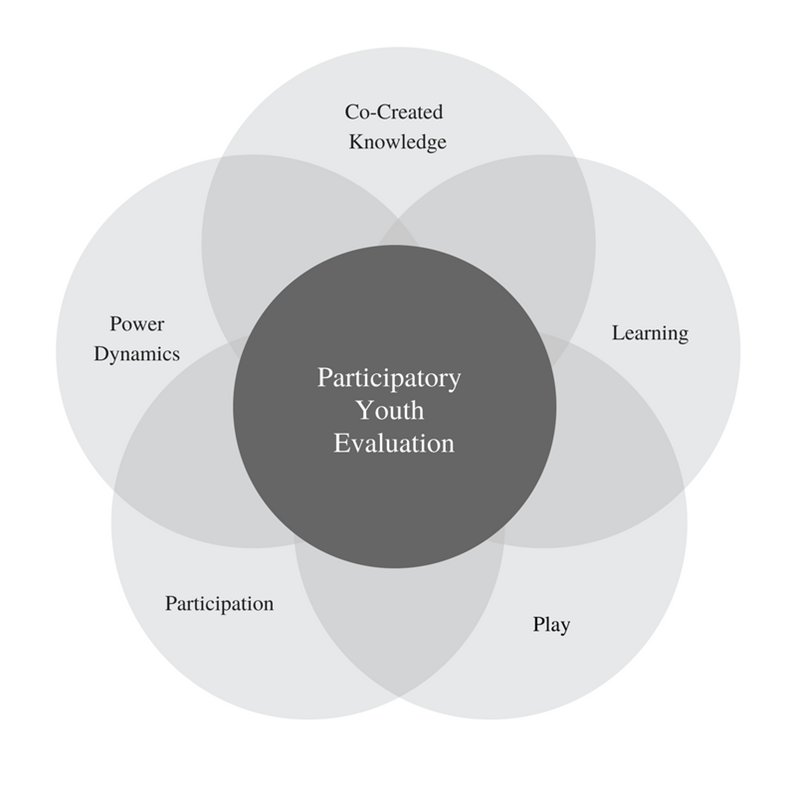 Co-Created
Knowledge
Power
Dynamics
Learning
Participatory
Youth
Evaluation
Participation
Play